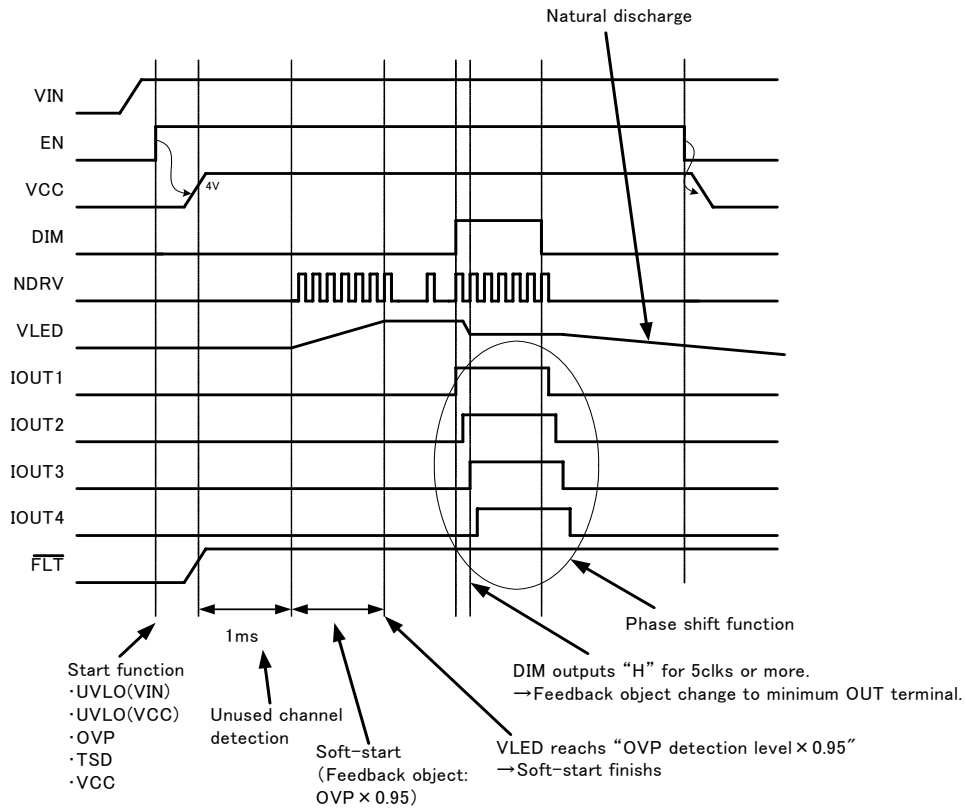 Natural discharge
VIN
EN
VCC
4V
DIM
NDRV
VLED
IOUT1
IOUT2
IOUT3
IOUT4
FLT
1ms
Phase shift function
Start function
・UVLO(VIN)
・UVLO(VCC)
・OVP
・TSD
・VCC
Unused channel
detection
Soft-start
(Feedback object:
OVP×0.95)
DIM outputs “H” for 5clks or more.
→Feedback object change to minimum OUT terminal.
VLED reachs “OVP detection level×0.95”
→Soft-start finishs